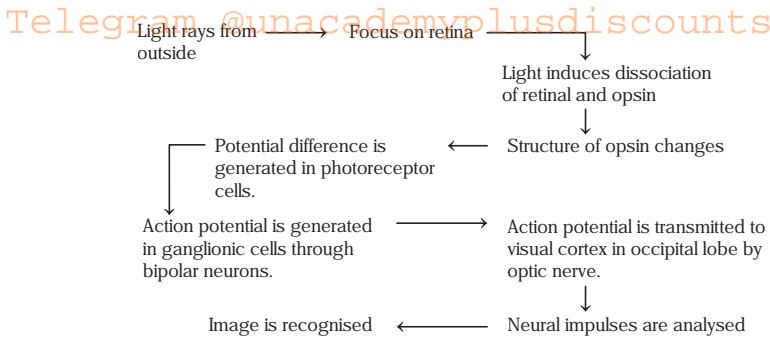 Telegram @unacademyplusdiscounts
Light rays from
outside
Focus on retina
Light induces dissociation
of retinal and opsin
Structure of opsin changes
Potential difference is
generated in photoreceptor
cells.
Action potential is generated
in ganglionic cells through
bipolar neurons.
Action potential is transmitted to
visual cortex in occipital lobe by
optic nerve.
Neural impulses are analysed
Image is recognised